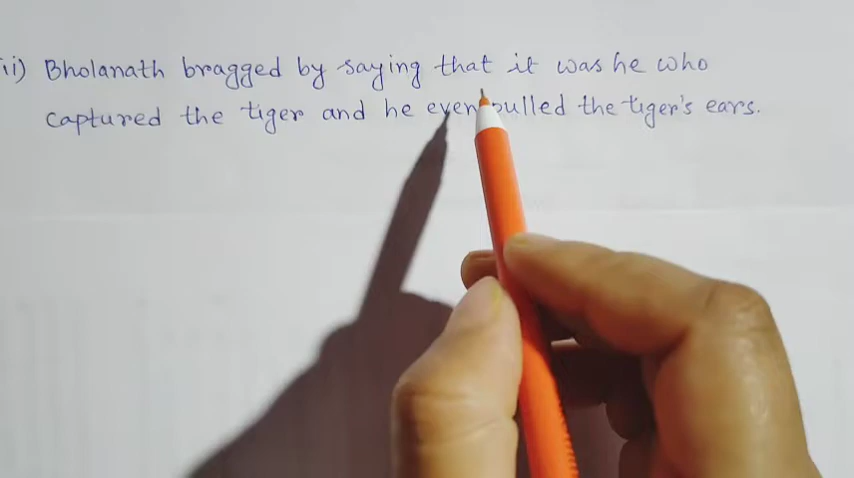 ii) Bholanath bragged by saying that it was he who
captured the tiger and he even pulled the tiger's ears.